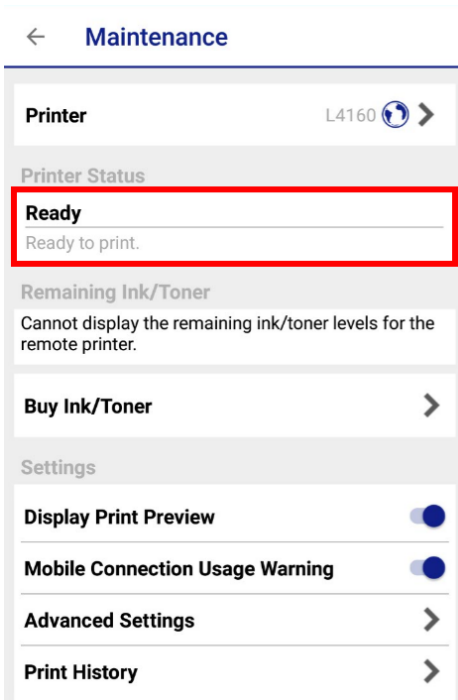 Maintenance
Printer L4160
Printer Status
Ready
Ready to print.
Remaining Ink/Toner
Cannot display the remaining ink/toner levels for the
remote printer.
Buy Ink/Toner
Settings
Display Print Preview
Mobile Connection Usage Warning
Advanced Settings
Print History